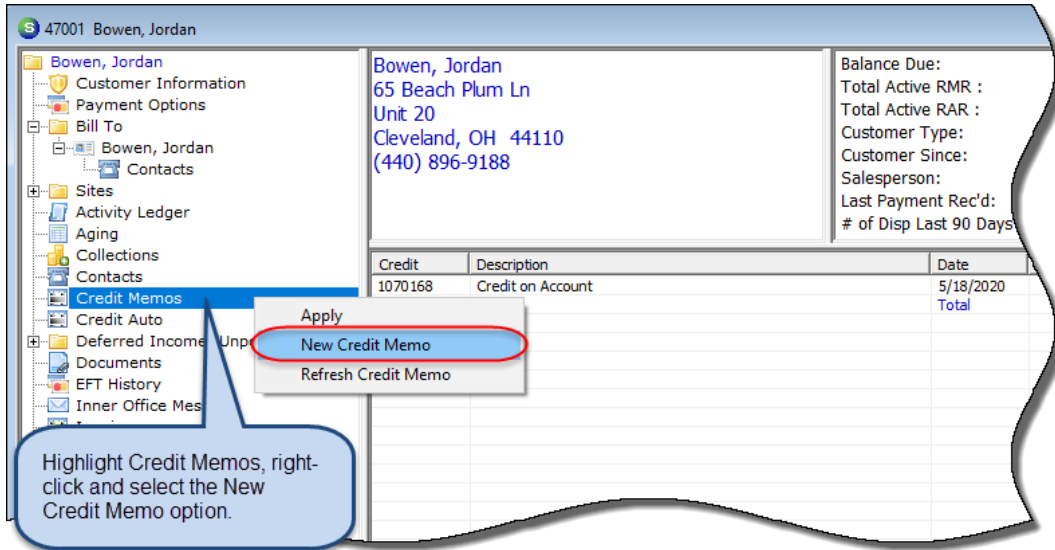 S 47001 Bowen, Jordan
Bowen, Jordan
Customer Information
Payment Options
Bill To
Bowen, Jordan
Contacts
Sites
Activity Ledger
Aging
Collections
Contacts
Credit Memos
Credit Auto
Deferred Income
Documents
EFT History
Inner Office Mes
Bowen, Jordan
65 Beach Plum Ln
Unit 20
Cleveland, OH 44110
(440) 896-9188
Balance Due:
Total Active RMR :
Total Active RAR :
Customer Type:
Customer Since:
Salesperson:
Last Payment Rec'd:
# of Disp Last 90 Days
Credit Description Date
1070168 Credit on Account 5/18/2020
Total
Apply
New Credit Memo
Refresh Credit Memo
Highlight Credit Memos, right-
click and select the New
Credit Memo option.